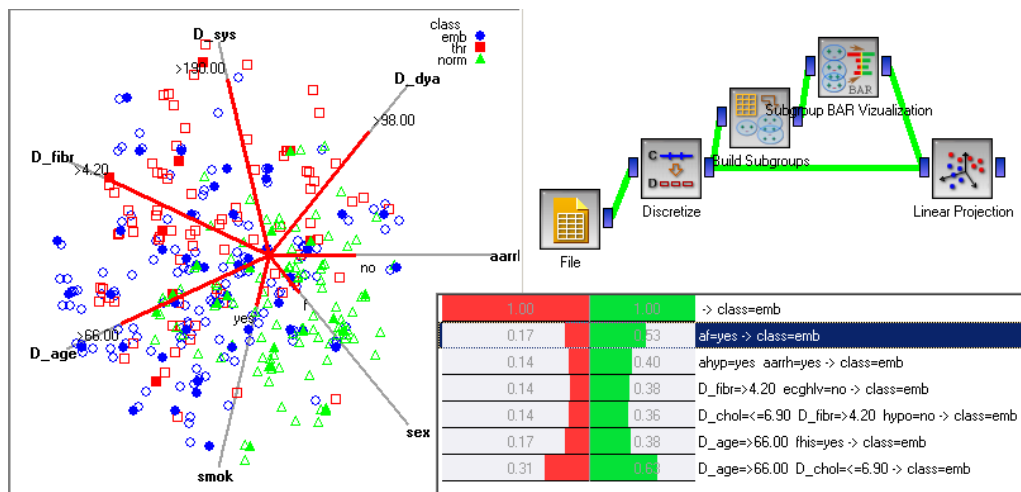 D_sys
class
emb
thr
norm
D_dya
>190.00
>98.00
D_fibr
>4.20
aarrl
no
f
yes
>66.00
D_age
sex
smok
BAR
Subgroup BAR Vizualization
C
D
Build Subgroups
Discretize
Linear Projection
File
1.00 1.00 -> class=emb
0.17 0.53 af=yes -> class=emb
0.14 0.40 ahyp=yes aarrh=yes -> class=emb
0.14 0.38 D_fibr=>4.20 ecghlv=no -> class=emb
0.14 0.36 D_chol=<=6.90 D_fibr=>4.20 hypo=no -> class=emb
0.17 0.38 D_age=>66.00 fhis=yes -> class=emb
0.31 0.63 D_age=>66.00 D_chol=<=6.90 -> class=emb